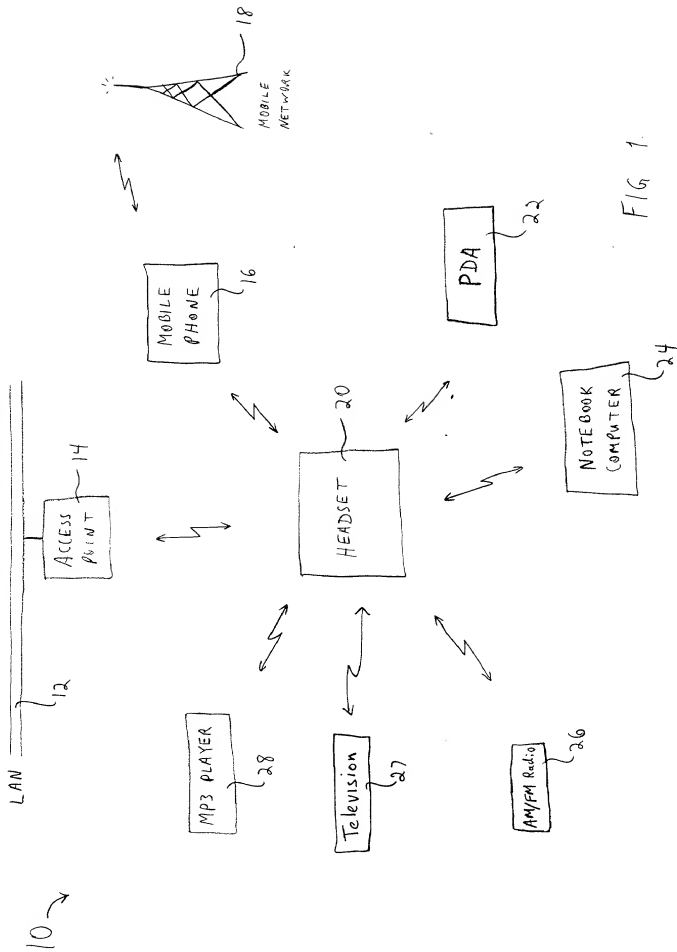 10
LAN
12
ACCESS
POINT
14
MOBILE
PHONE
16
18
MOBILE
NETWORK
MP3 PLAYER
28
HEADSET
20
Television
27
PDA
22
AM/FM Radio
26
NOTEBOOK
COMPUTER
24
FIG 1.